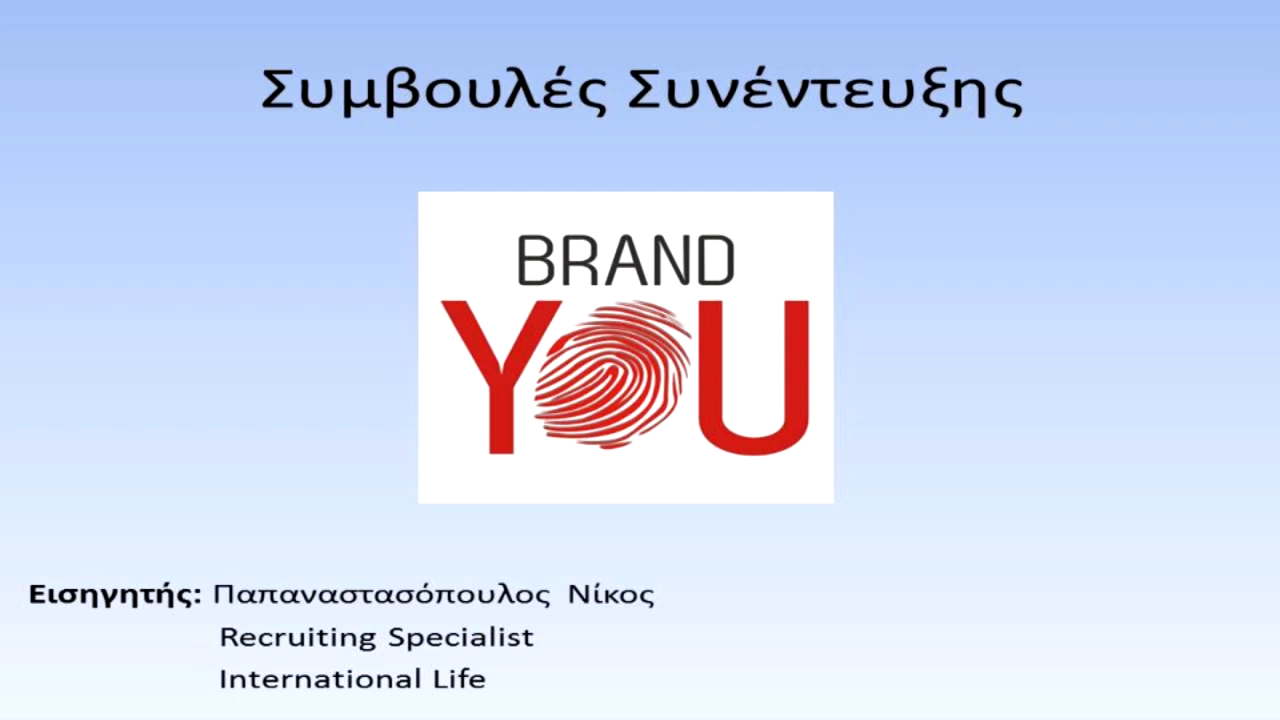 Συμβουλές Συνέντευξης
BRAND
YOU
Εισηγητής: Παπαναστασόπουλος Νίκος
Recruiting Specialist
International Life